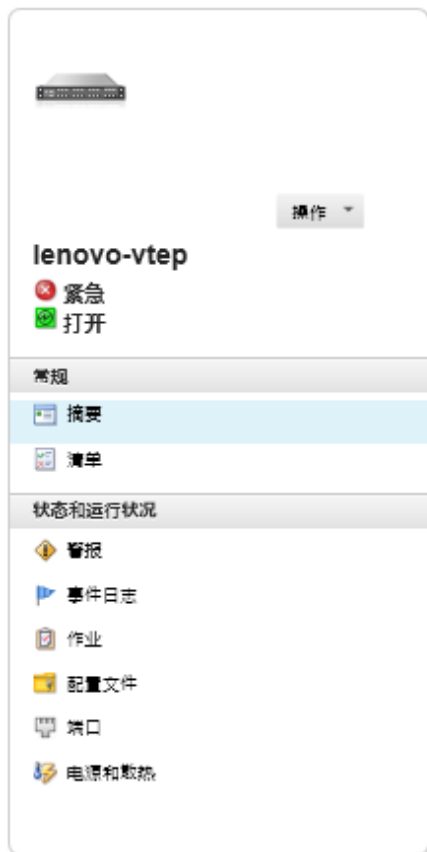 操作
lenovo-vtep
紧急
打开
常规
摘要
清单
状态和运行状况
警报
事件日志
作业
配置文件
端口
电源和散热